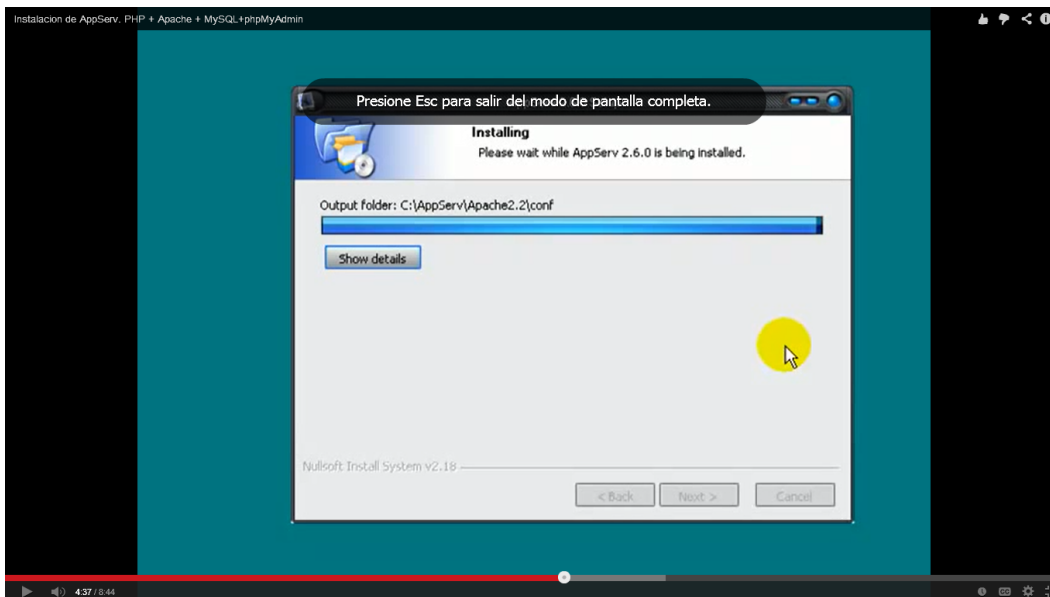 Instalacion de AppServ. PHP + Apache + MySQL+phpMyAdmin
Presione Esc para salir del modo de pantalla completa.
Installing
Please wait while AppServ 2.6.0 is being installed.
Output folder: C:\AppServ\Apache2.2\conf
Show details
Nullsoft Install System v2.18
< Back
Next >
Cancel
4:37 / 8:44
CC